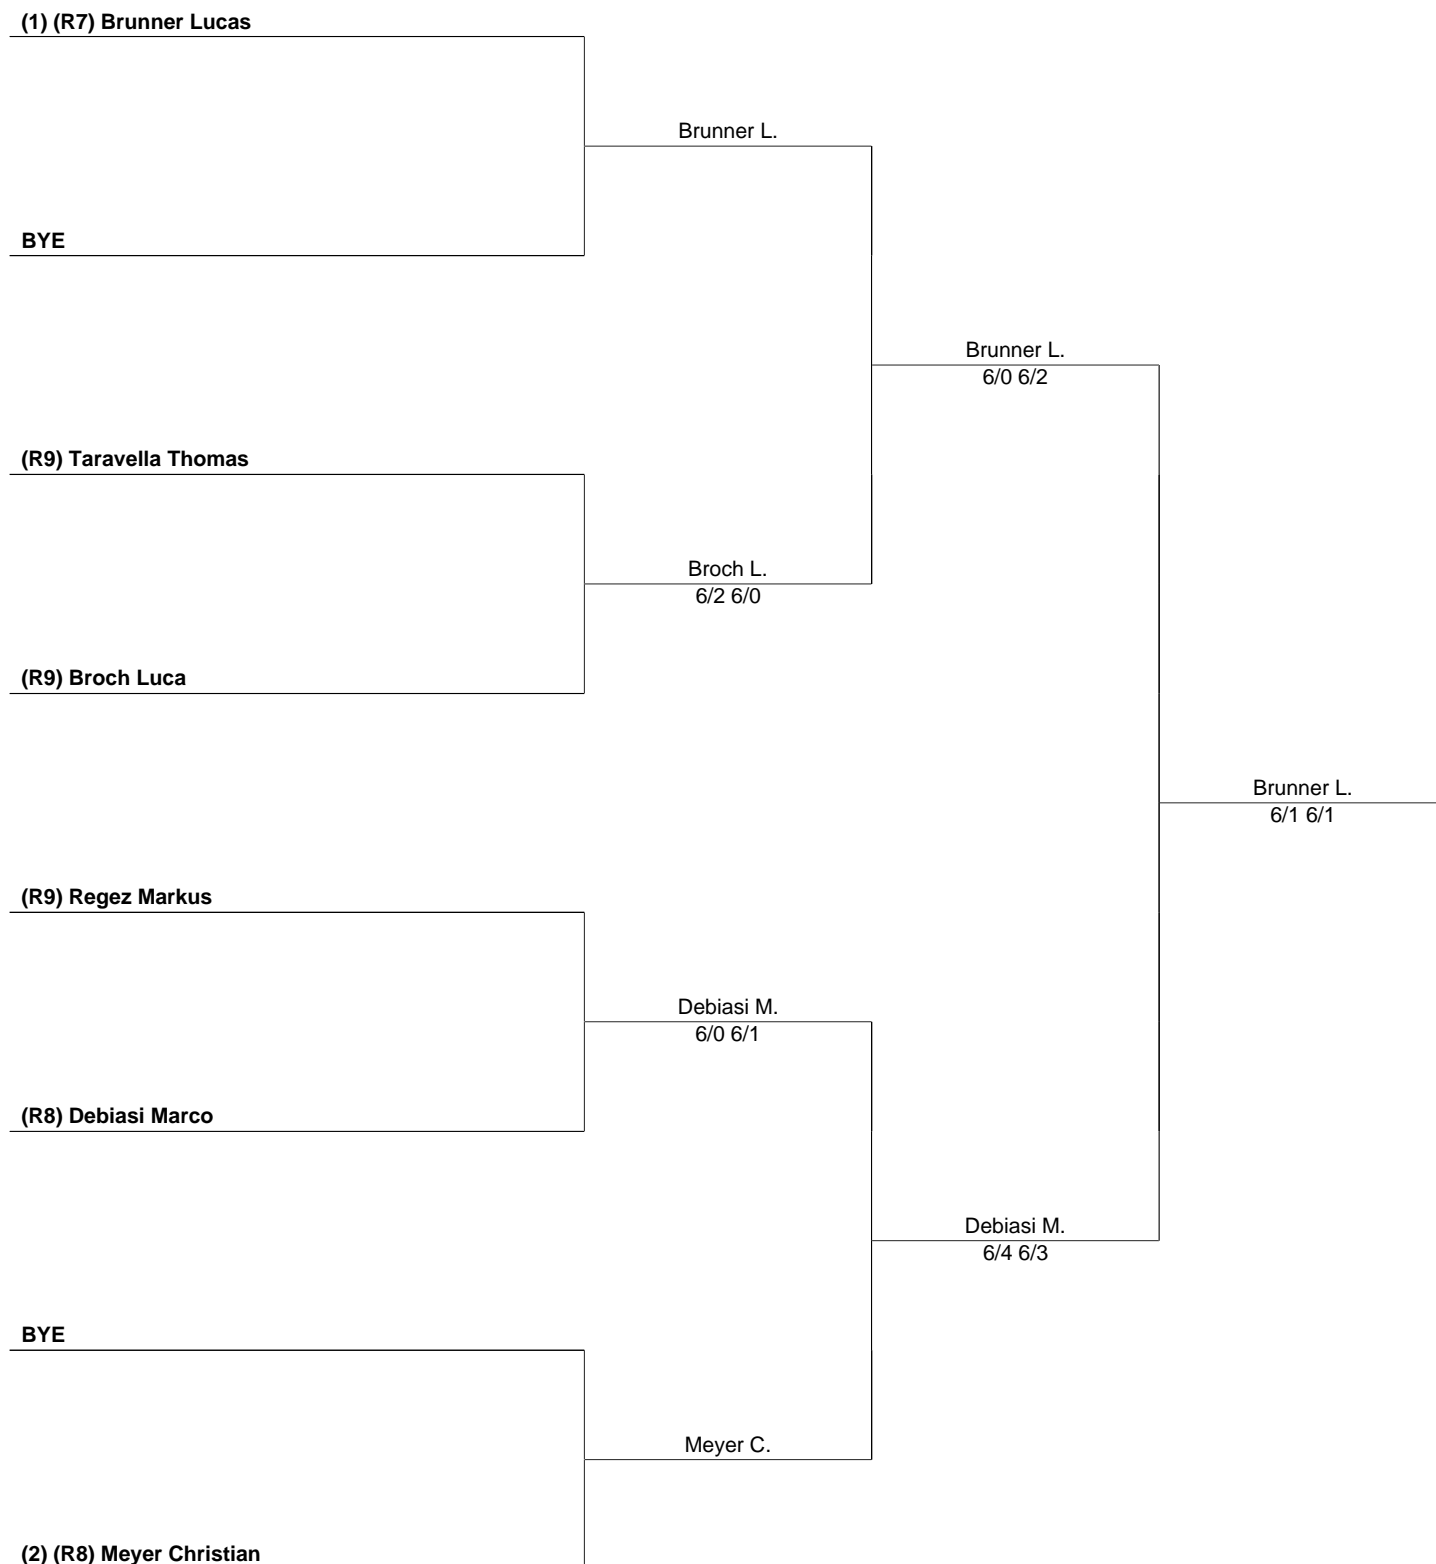 (1) (R7) Brunner Lucas
Brunner L.
BYE
Brunner L.
6/0 6/2
(R9) Taravella Thomas
Broch L.
6/2 6/0
(R9) Broch Luca
Brunner L.
6/1 6/1
(R9) Regez Markus
Debiasi M.
6/0 6/1
(R8) Debiasi Marco
Debiasi M.
6/4 6/3
BYE
Meyer C.
(2) (R8) Meyer Christian